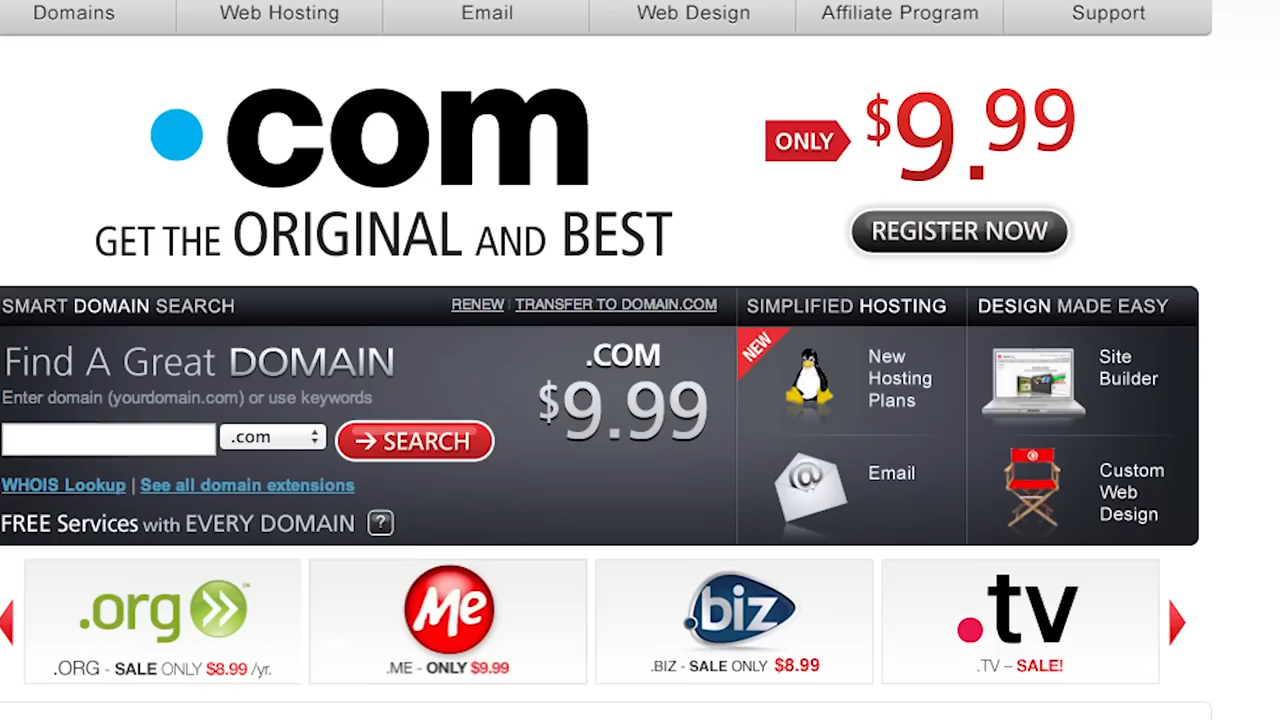 Domains
Web Hosting
Email
Web Design
Affiliate Program
Support
.com
GET THE ORIGINAL AND BEST
ONLY
$9.99
REGISTER NOW
SMART DOMAIN SEARCH
RENEW | TRANSFER TO DOMAIN.COM
Find A Great DOMAIN
Enter domain (yourdomain.com) or use keywords
.com
→ SEARCH
WHOIS Lookup | See all domain extensions
FREE Services with EVERY DOMAIN ?
.COM
$9.99
SIMPLIFIED HOSTING
NEW
New
Hosting
Plans
Email
DESIGN MADE EASY
Site
Builder
Custom
Web
Design
.org
.ORG - SALE ONLY $8.99 /yr.
Me
.ME - ONLY $9.99
.biz
.BIZ - SALE ONLY $8.99
.tv
.TV – SALE!